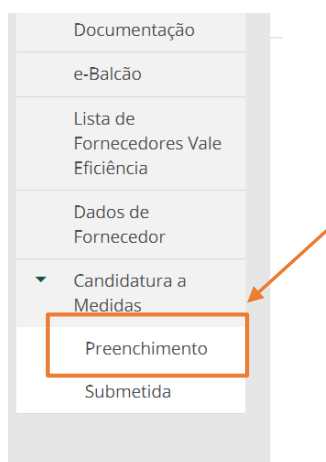 Documentação
e-Balcão
Lista de
Fornecedores Vale
Eficiência
Dados de
Fornecedor
Candidatura a
Medidas
Preenchimento
Submetida